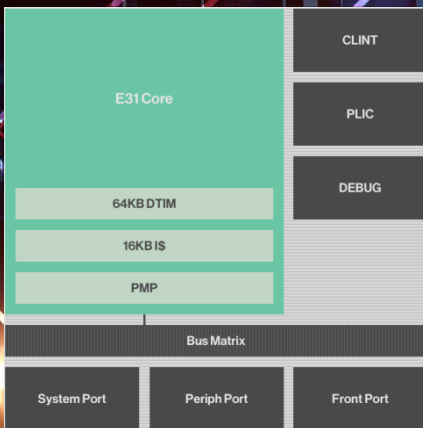 E31 Core
64KB DTIM
16KB I$
PMP
CLINT
PLIC
DEBUG
Bus Matrix
System Port
Periph Port
Front Port